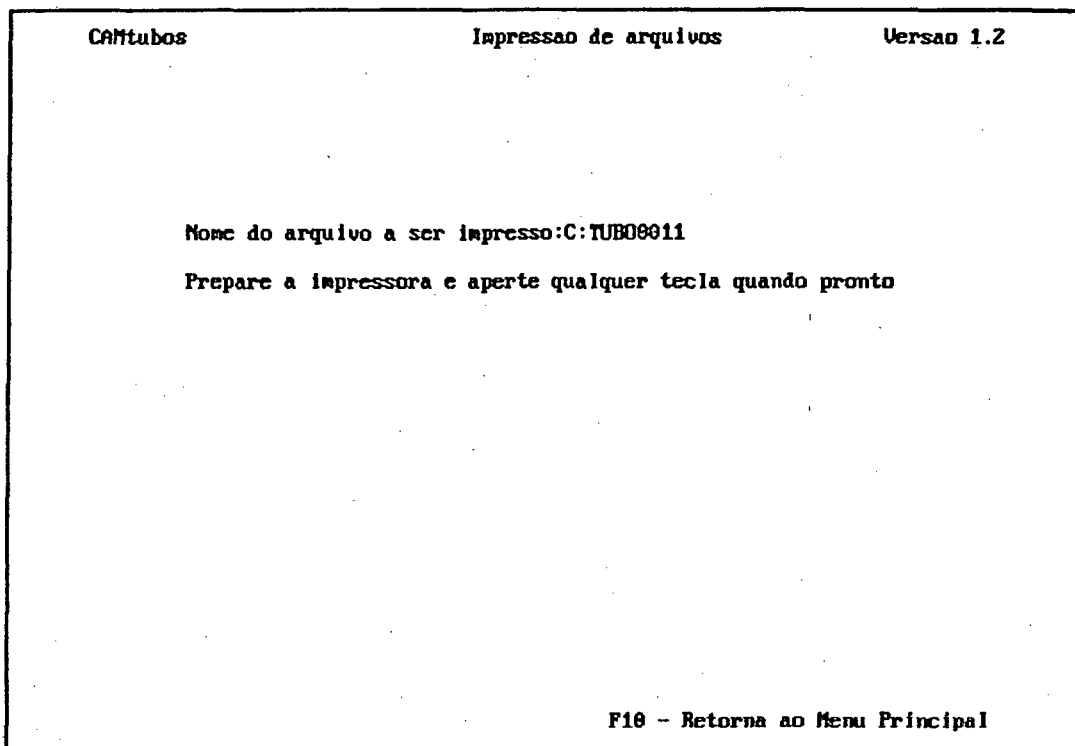 CAMtubos Impressao de arquivos Versao 1.2
Nome do arquivo a ser impresso:C:TUBO0011
Prepare a impressora e aperte qualquer tecla quando pronto
F10 - Retorna ao Menu Principal